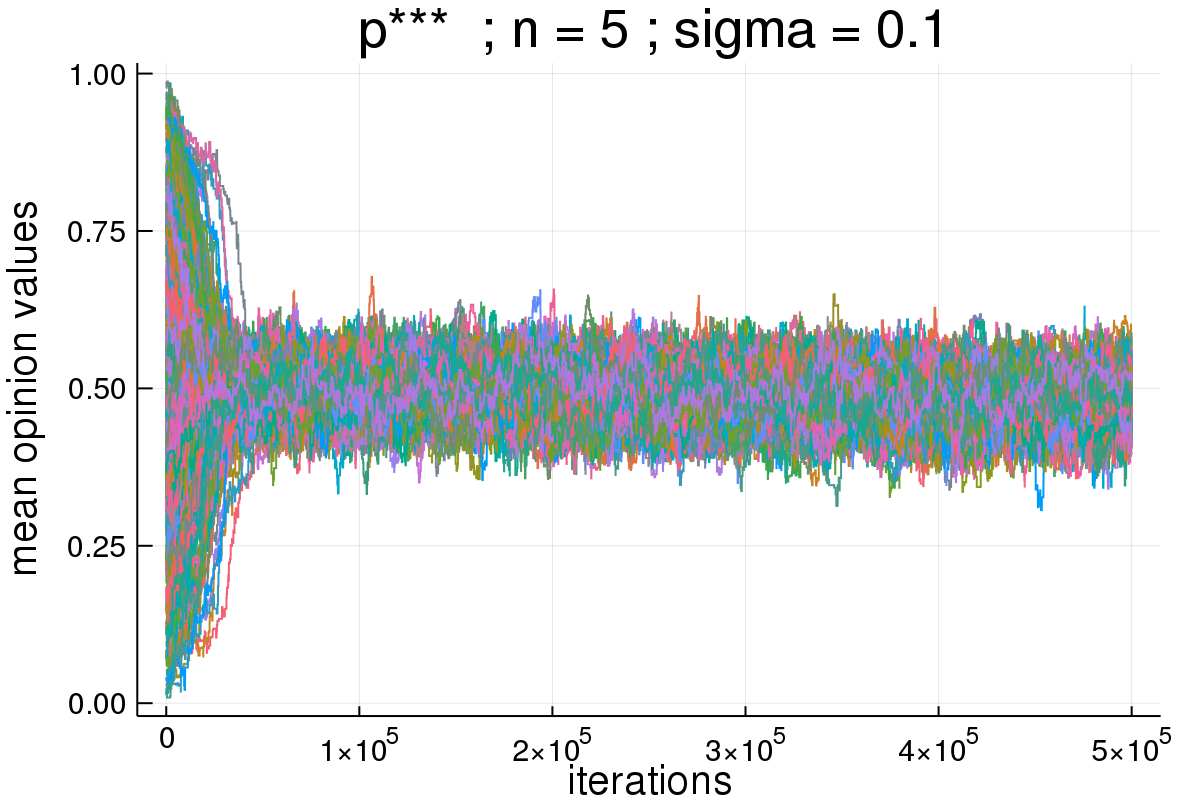 p*** ; n = 5 ; sigma = 0.1
mean opinion values
1.00
0.75
0.50
0.25
0.00
0 1×10⁵ 2×10⁵ 3×10⁵ 4×10⁵ 5×10⁵
iterations